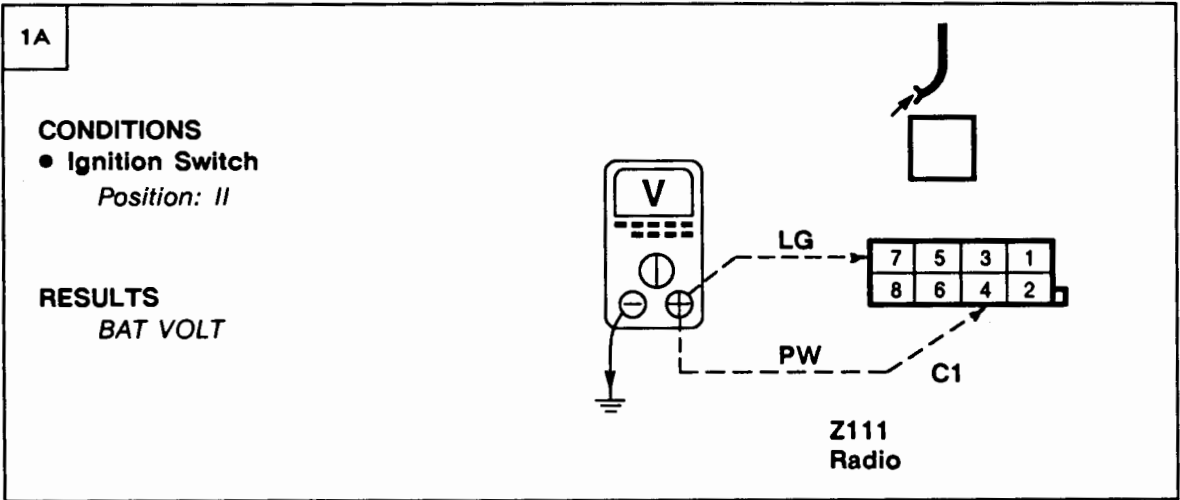 1A
CONDITIONS
● Ignition Switch
Position: II
RESULTS
BAT VOLT
V
LG
7 5 3 1
8 6 4 2
PW
C1
Z111
Radio